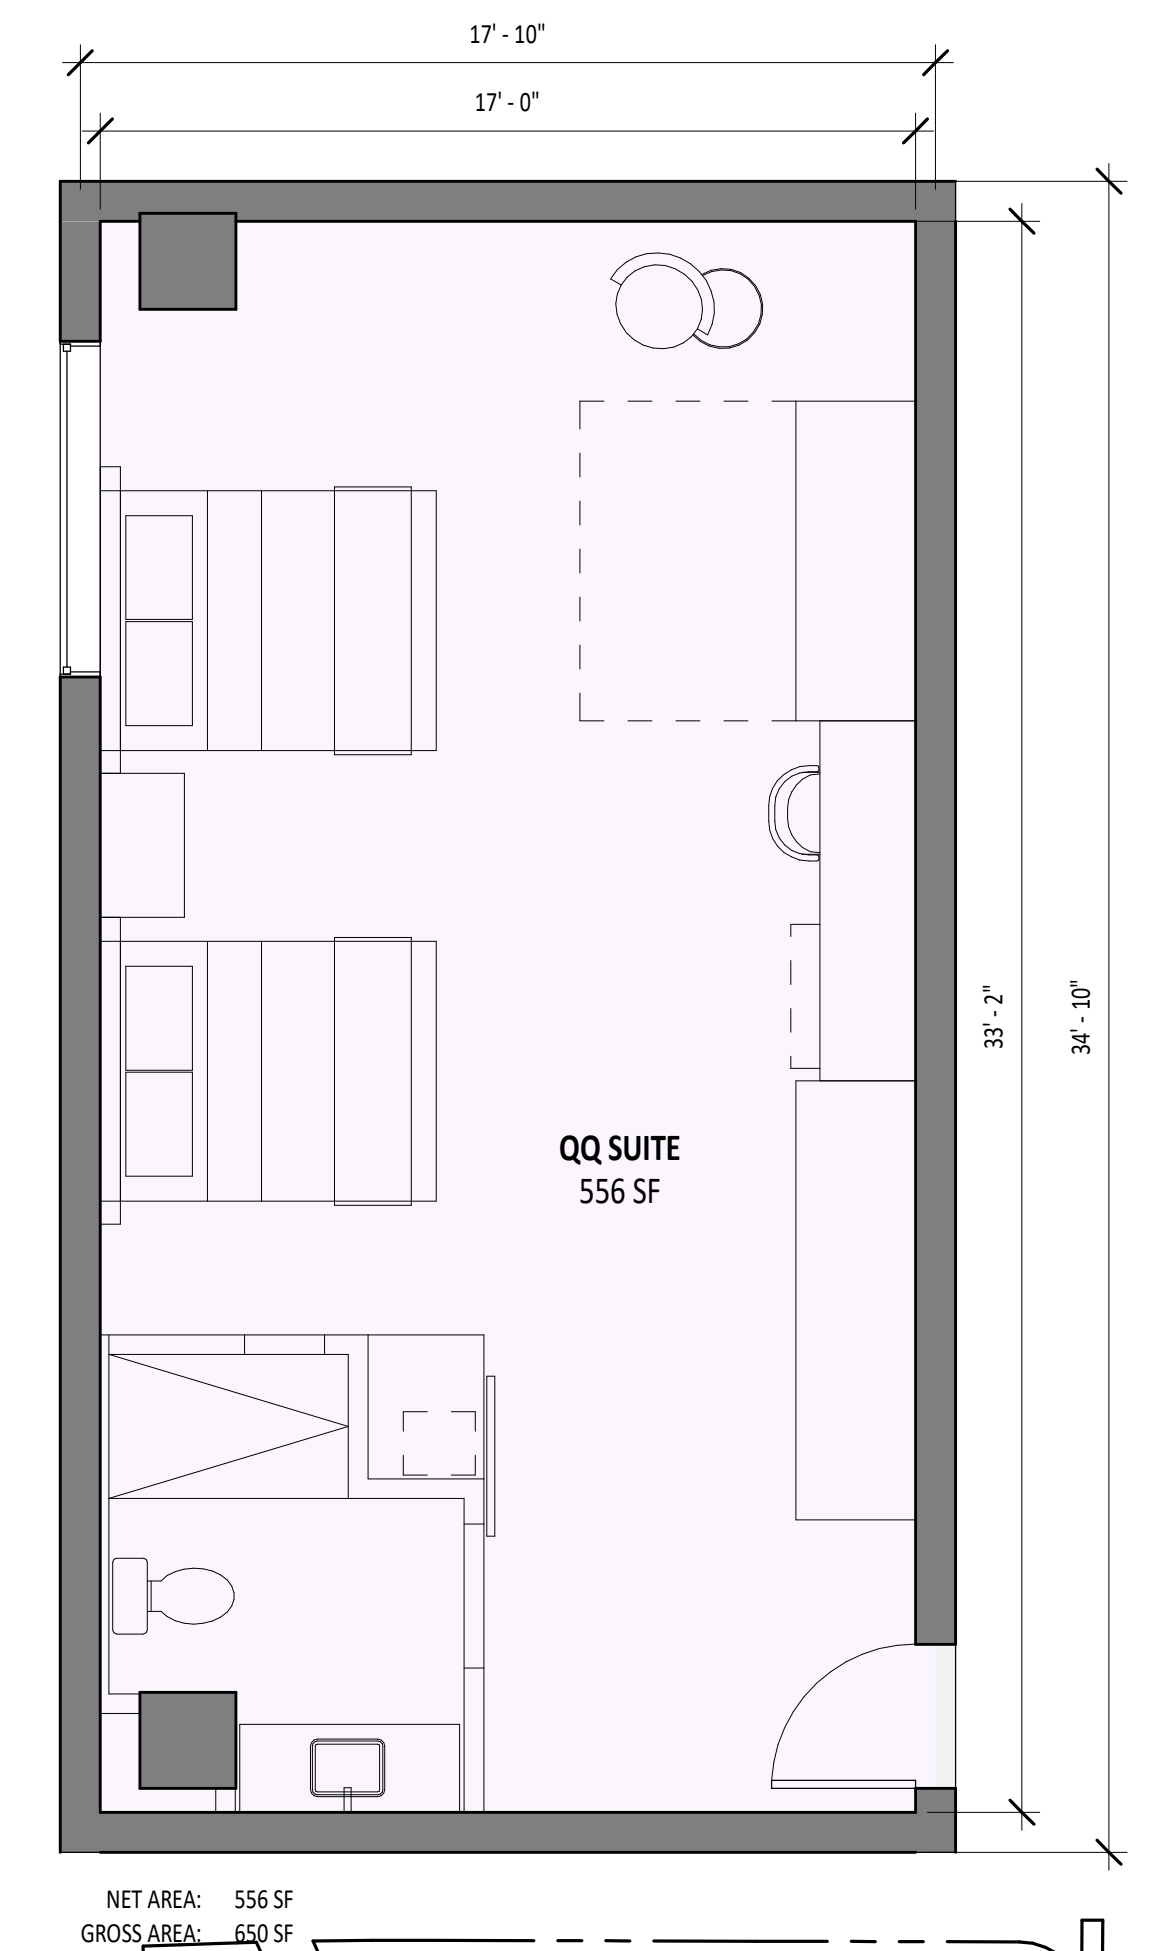 17' - 10"
17' - 0"
33' - 2"
34' - 10"
QQ SUITE
556 SF
NET AREA: 556 SF
GROSS AREA: 650 SF